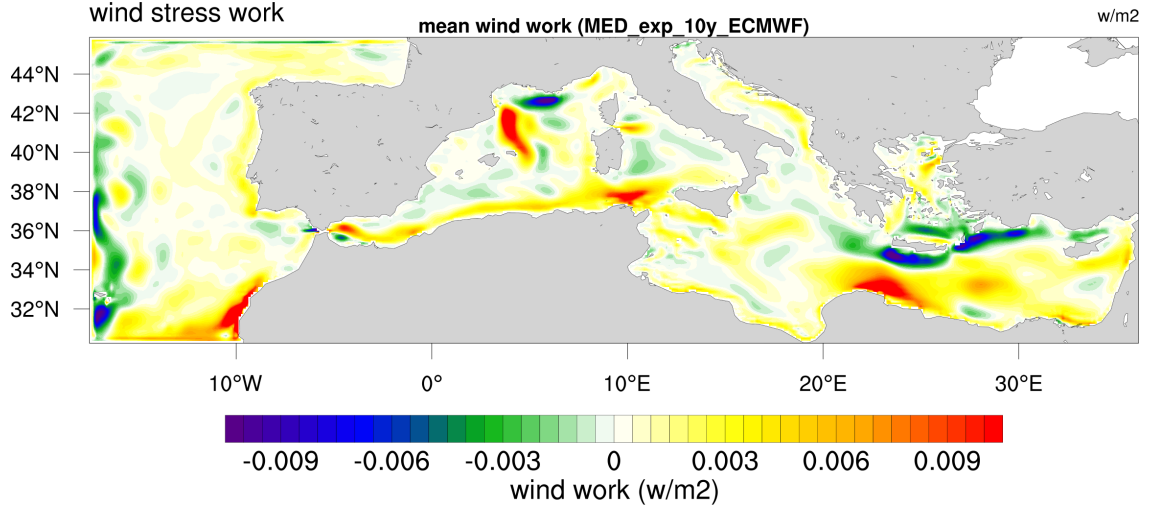 wind stress work
w/m2
mean wind work (MED_exp_10y_ECMWF)
44°N
42°N
40°N
38°N
36°N
34°N
32°N
10°W 0° 10°E 20°E 30°E
-0.009 -0.006 -0.003 0 0.003 0.006 0.009
wind work (w/m2)